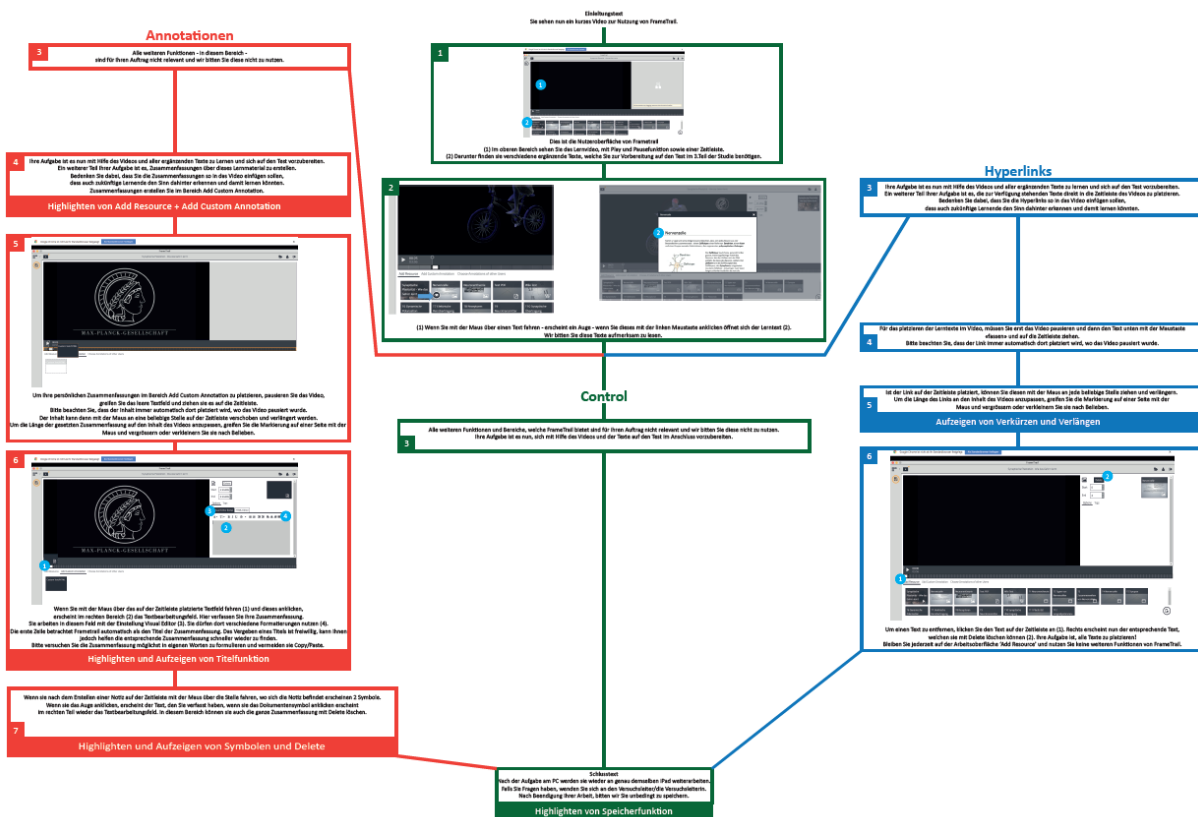 Einleitungstext
Sie sehen nun ein kurzes Video zur Nutzung von FrameTrail.
1
1
2
Dies ist die Nutzeroberfläche von Frametrail
(1) Im oberen Bereich sehen Sie das Lernvideo, mit Play und Pausefunktion sowie einer Zeitleiste.
(2) Darunter finden sie verschiedene ergänzende Texte, welche Sie zur Vorbereitung auf den Text im 3.Teil der Studie benötigen.
2
Add Resource Add Custom Annotation Choose Annotations of other Users
Nervenzelle
2
(1) Wenn Sie mit der Maus über einen Text fahren - erscheint ein Auge - wenn Sie dieses mit der linken Maustaste anklicken öffnet sich der Lerntext (2).
Wir bitten Sie diese Texte aufmerksam zu lesen.
Annotationen
3
Alle weiteren Funktionen - in diesem Bereich -
sind für Ihren Auftrag nicht relevant und wir bitten Sie diese nicht zu nutzen.
4
Ihre Aufgabe ist es nun mit Hilfe des Videos und aller ergänzenden Texte zu Lernen und sich auf den Text vorzubereiten.
Ein weiterer Teil Ihrer Aufgabe ist es, Zusammenfassungen über dieses Lernmaterial zu erstellen.
Bedenken Sie dabei, dass Sie die Zusammenfassungen so in das Video einfügen sollen,
dass auch zukünftige Lernende den Sinn dahinter erkennen und damit lernen könnten.
Zusammenfassungen erstellen Sie im Bereich Add Custom Annotation.
Highlighten von Add Resource + Add Custom Annotation
5
MAX-PLANCK-GESELLSCHAFT
Um Ihre persönlichen Zusammenfassungen im Bereich Add Custom Annotation zu platzieren, pausieren Sie das Video,
greifen Sie das leere Textfeld und ziehen sie es auf die Zeitleiste.
Bitte beachten Sie, dass der Inhalt immer automatisch dort platziert wird, wo das Video pausiert wurde.
Der Inhalt kann denn mit der Maus an eine beliebige Stelle auf der Zeitleiste verschoben und verlängert werden.
Um die Länge der gesetzten Zusammenfassung auf den Inhalt des Videos anzupassen, greifen Sie die Markierung auf einer Seite mit der
Maus und vergrössern oder verkleinern Sie sie nach Belieben.
6
MAX-PLANCK-GESELLSCHAFT
3
4
2
1
Wenn Sie mit der Maus über das auf der Zeitleiste platzierte Textfeld fahren (1) und dieses anklicken,
erscheint im rechten Bereich (2) das Textbearbeitungsfeld. Hier verfassen Sie Ihre Zusammenfassung.
Sie arbeiten in diesem Feld mit der Einstellung Visual Editor (3). Sie dürfen dort verschiedene Formatierungen nutzen (4).
Die erste Zeile betrachtet Frametrail automatisch als den Titel der Zusammenfassung. Das Vergeben eines Titels ist freiwillig, kann Ihnen
jedoch helfen die entsprechende Zusammenfassung schneller wieder zu finden.
Bitte versuchen Sie die Zusammenfassung möglichst in eigenen Worten zu formulieren und vermeiden sie Copy/Paste.
Highlighten und Aufzeigen von Titelfunktion
Wenn sie nach dem Erstellen einer Notiz auf der Zeitleiste mit der Maus über die Stelle fahren, wo sich die Notiz befindet erscheinen 2 Symbole.
Wenn sie das Auge anklicken, erscheint der Text, den Sie verfasst haben, wenn sie das Dokumentensymbol anklicken erscheint
im rechten Teil wieder das Textbearbeitungsfeld. In diesem Bereich können sie auch die ganze Zusammenfassung mit Delete löschen.
7
Highlighten und Aufzeigen von Symbolen und Delete
Control
Alle weiteren Funktionen und Bereiche, welche FrameTrail bietet sind für Ihren Auftrag nicht relevant und wir bitten Sie diese nicht zu nutzen.
Ihre Aufgabe ist es nun, sich mit Hilfe des Videos und der Texte auf den Text im Anschluss vorzubereiten.
3
Hyperlinks
3
Ihre Aufgabe ist es nun mit Hilfe des Videos und aller ergänzenden Texte zu lernen und sich auf den Text vorzubereiten.
Ein weiterer Teil Ihrer Aufgabe ist es, die zur Verfügung stehenden Texte direkt in die Zeitleiste des Videos zu platzieren.
Bedenken Sie dabei, dass Sie die Hyperlinks so in das Video einfügen sollen,
dass auch zukünftige Lernende den Sinn dahinter erkennen und damit lernen könnten.
Für das platzieren der Lerntexte im Video, müssen Sie erst das Video pausieren und dann den Text unten mit der Maustaste
«fassen» und auf die Zeitleiste ziehen.
Bitte beachten Sie, dass der Link immer automatisch dort platziert wird, wo das Video pausiert wurde.
4
Ist der Link auf der Zeitleiste platziert, können Sie diesen mit der Maus an jede beliebige Stelle ziehen und verlängern.
Um die Länge des Links an den Inhalt des Videos anzupassen, greifen Sie die Markierung auf einer Seite mit der
Maus und vergrössern oder verkleinern Sie sie nach Belieben.
5
Aufzeigen von Verkürzen und Verlängen
6
2
1
Um einen Text zu entfernen, klicken Sie den Text auf der Zeitleiste an (1). Rechts erscheint nun der entsprechende Text,
welchen sie mit Delete löschen können (2). Ihre Aufgabe ist, alle Texte zu platzieren!
Bleiben Sie jederzeit auf der Arbeitsoberfläche 'Add Resource' und nutzen Sie keine weiteren Funktionen von FrameTrail.
Schlusstext
Nach der Aufgabe am PC werden sie wieder an genau demselben iPad weiterarbeiten.
Falls Sie Fragen haben, wenden Sie sich an den Versuchsleiter/die Versuchsleiterin.
Nach Beendigung Ihrer Arbeit, bitten wir Sie unbedingt zu speichern.
Highlighten von Speicherfunktion